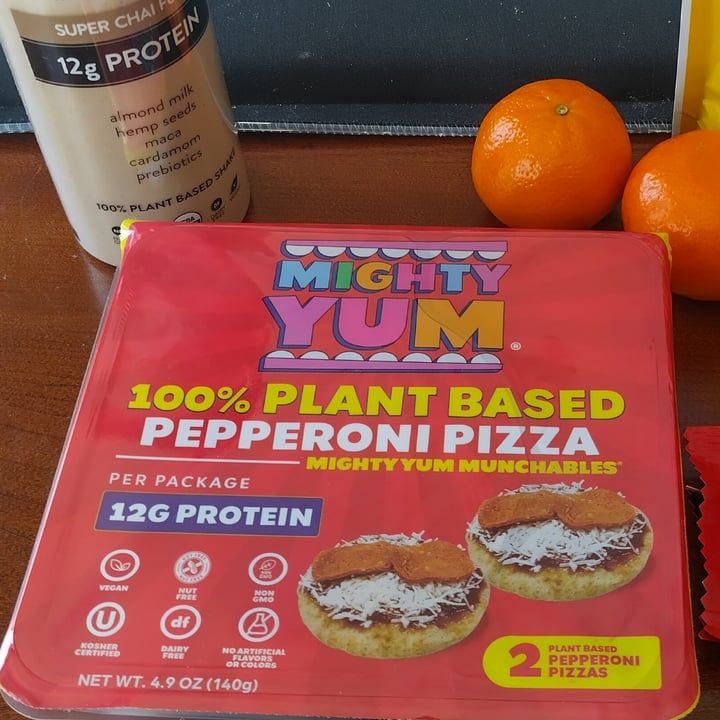 SUPER CHAI
12g PROTEIN
almond milk
hemp seeds
maca
cardamom
prebiotics
100% PLANT BASED SHAKE
MIGHTY
YUM®
100% PLANT BASED
PEPPERONI PIZZA
MIGHTY YUM MUNCHABLES®
PER PACKAGE
12G PROTEIN
VEGAN
NUT
FREE
NON
GMO
U
KOSHER
CERTIFIED
df
DAIRY
FREE
NO ARTIFICIAL
FLAVORS
OR COLORS
NET WT. 4.9 OZ (140g)
2 PLANT BASED
PEPPERONI
PIZZAS